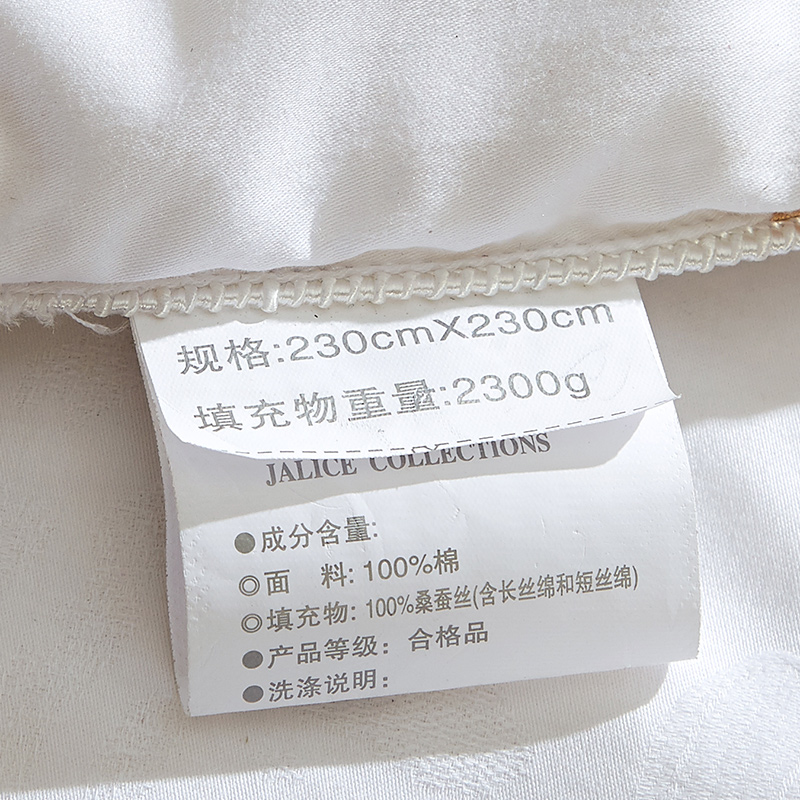 规格:230cmX230cm
填充物重量:2300g
JALICE COLLECTIONS
●成分含量:
◎面 料: 100%棉
◎填充物: 100%桑蚕丝(含长丝绵和短丝绵)
●产品等级: 合格品
●洗涤说明: